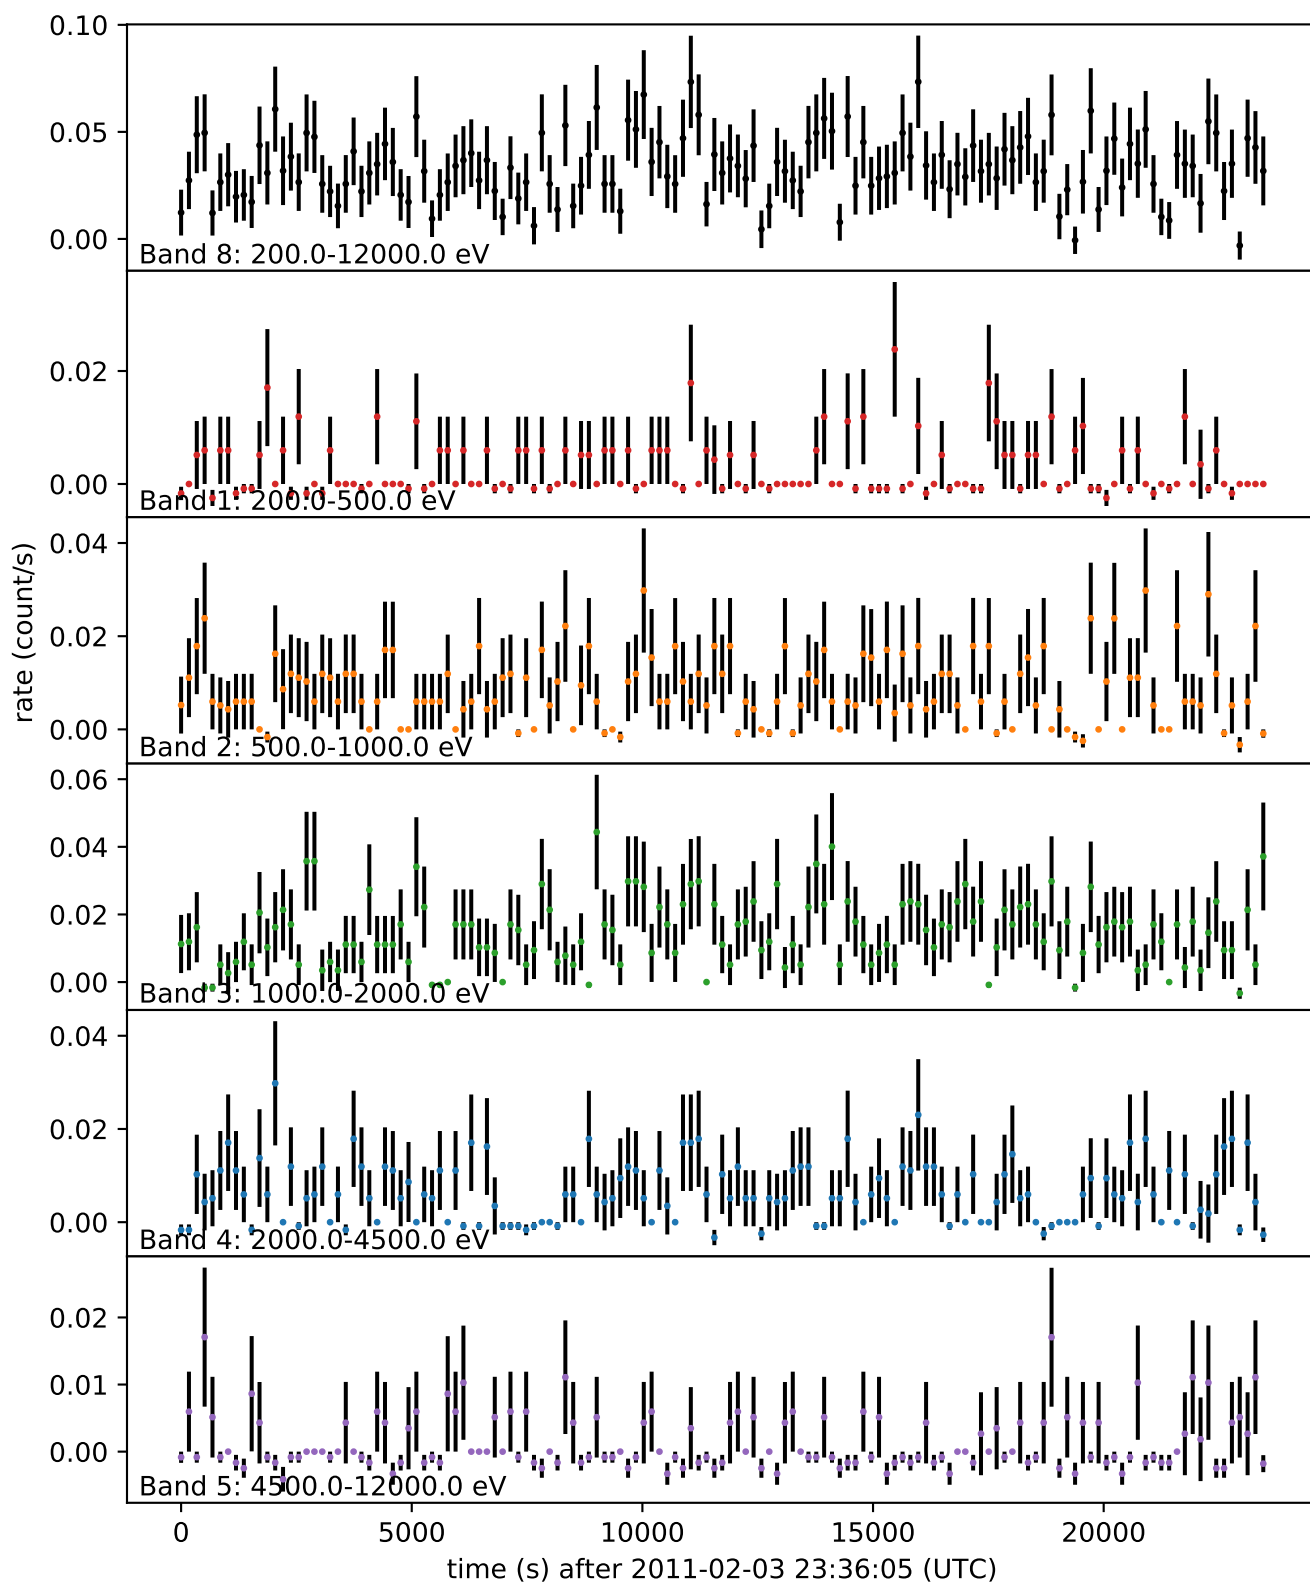 0.10
0.05
0.00
Band 8: 200.0-12000.0 eV
0.02
0.00
Band 1: 200.0-500.0 eV
0.04
0.02
0.00
Band 2: 500.0-1000.0 eV
rate (count/s)
0.06
0.04
0.02
0.00
Band 3: 1000.0-2000.0 eV
0.04
0.02
0.00
Band 4: 2000.0-4500.0 eV
0.02
0.01
0.00
Band 5: 4500.0-12000.0 eV
0 5000 10000 15000 20000
time (s) after 2011-02-03 23:36:05 (UTC)